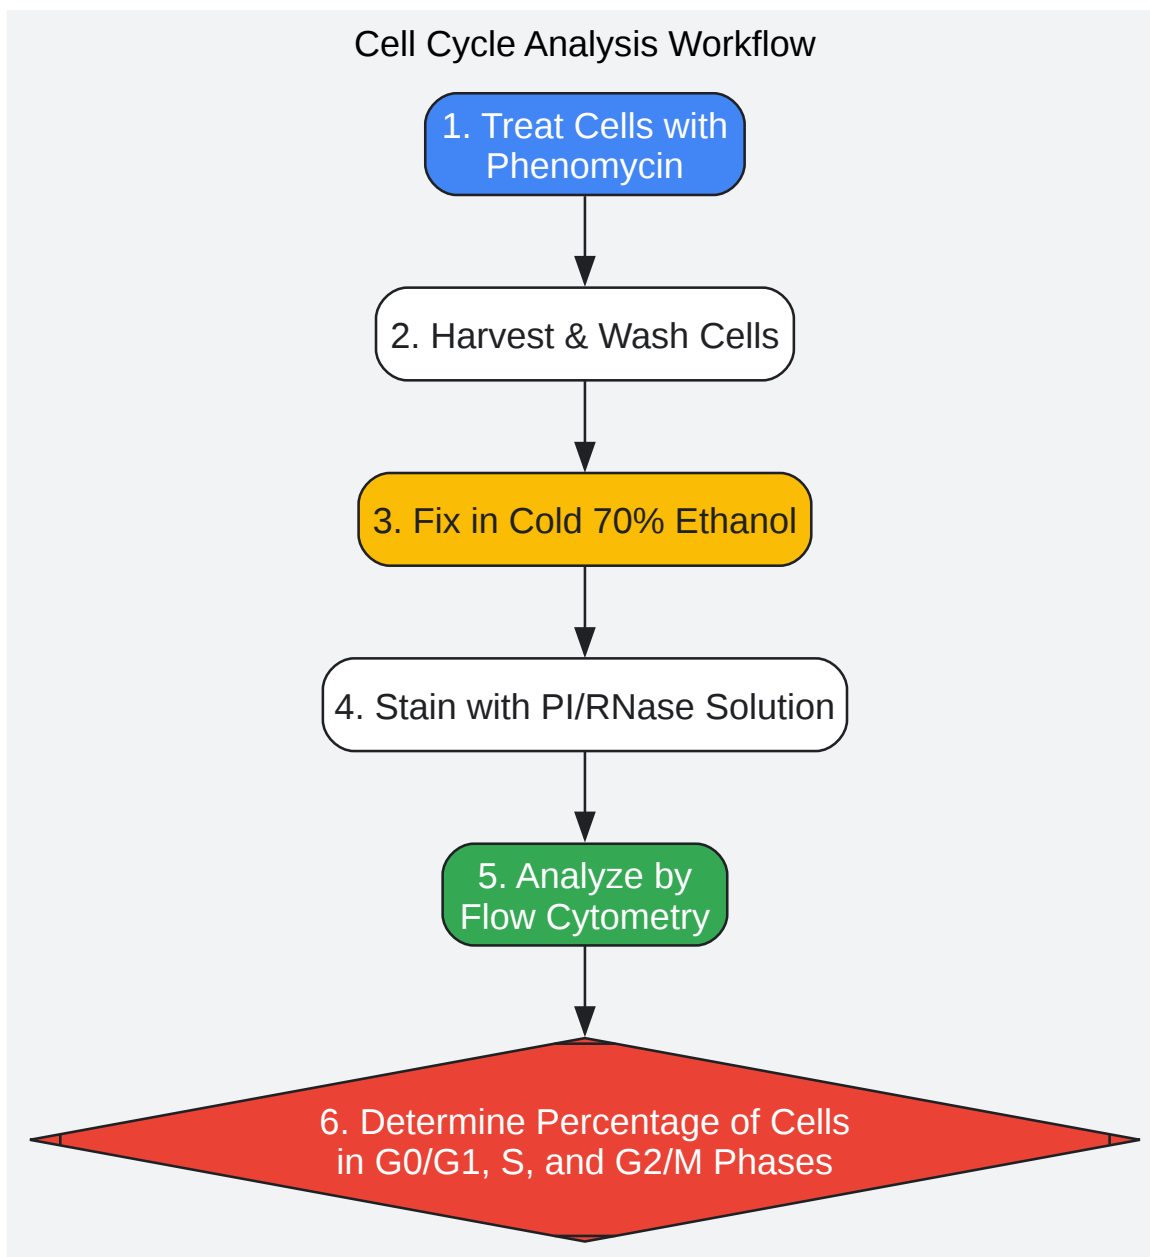 Cell Cycle Analysis Workflow
1. Treat Cells with
Phenomycin
2. Harvest & Wash Cells
3. Fix in Cold 70% Ethanol
4. Stain with PI/RNase Solution
5. Analyze by
Flow Cytometry
6. Determine Percentage of Cells
in G0/G1, S, and G2/M Phases